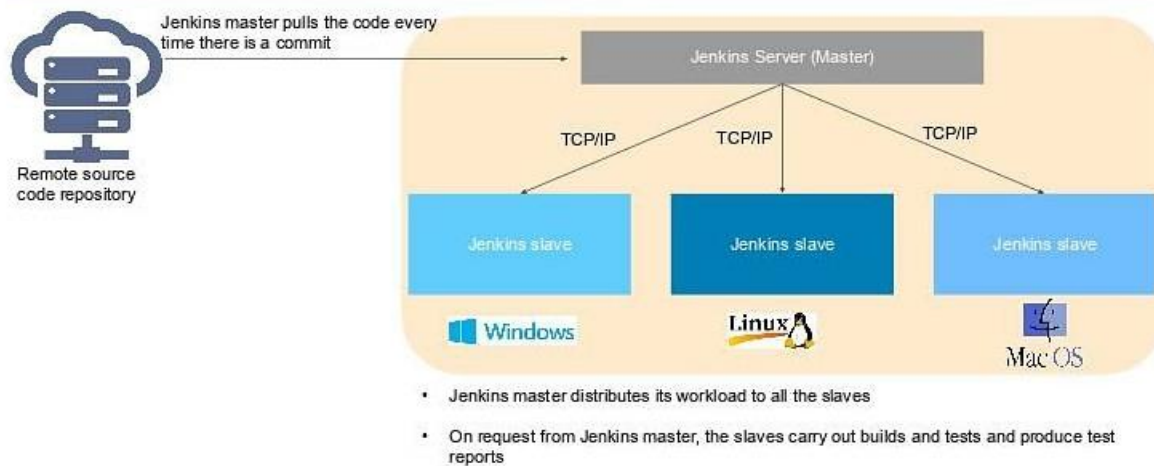 Jenkins master pulls the code every
time there is a commit
Jenkins Server (Master)
TCP/IP
TCP/IP
TCP/IP
Remote source
code repository
Jenkins slave
Jenkins slave
Jenkins slave
Windows
Linux
Mac OS
• Jenkins master distributes its workload to all the slaves
• On request from Jenkins master, the slaves carry out builds and tests and produce test
reports